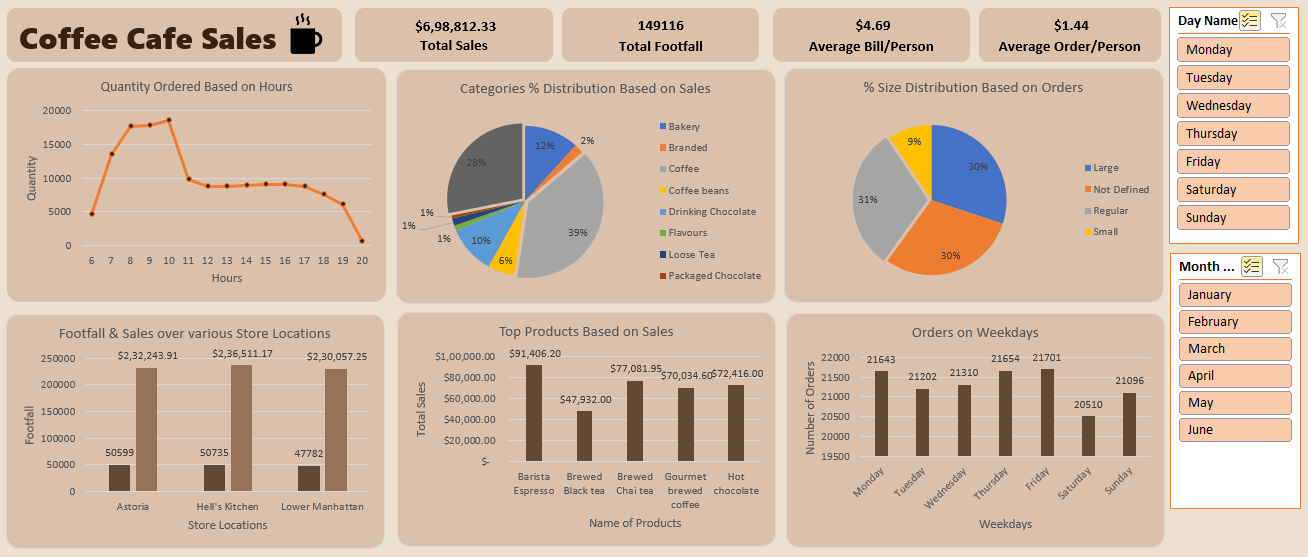 Coffee Cafe Sales
$6,98,812.33
Total Sales
149116
Total Footfall
$4.69
Average Bill/Person
$1.44
Average Order/Person
Day Name
Monday
Tuesday
Wednesday
Thursday
Friday
Saturday
Sunday
Month ...
January
February
March
April
May
June
Quantity Ordered Based on Hours
Quantity
20000
15000
10000
5000
0
6 7 8 9 10 11 12 13 14 15 16 17 18 19 20
Hours
Categories % Distribution Based on Sales
12%
2%
39%
6%
10%
1%
1%
1%
28%
Bakery
Branded
Coffee
Coffee beans
Drinking Chocolate
Flavours
Loose Tea
Packaged Chocolate
% Size Distribution Based on Orders
30%
30%
31%
9%
Large
Not Defined
Regular
Small
Footfall & Sales over various Store Locations
Footfall
250000
200000
150000
100000
50000
0
$2,32,243.91 $2,36,511.17 $2,30,057.25
50599 50735 47782
Astoria Hell's Kitchen Lower Manhattan
Store Locations
Top Products Based on Sales
Total Sales
$1,00,000.00
$80,000.00
$60,000.00
$40,000.00
$20,000.00
$-
$91,406.20 $47,932.00 $77,081.95 $70,034.60 $72,416.00
Barista Espresso
Brewed Black tea
Brewed Chai tea
Gourmet brewed coffee
Hot chocolate
Name of Products
Orders on Weekdays
Number of Orders
22000
21500
21000
20500
20000
19500
21643 21202 21310 21654 21701 20510 21096
Monday Tuesday Wednesday Thursday Friday Saturday Sunday
Weekdays